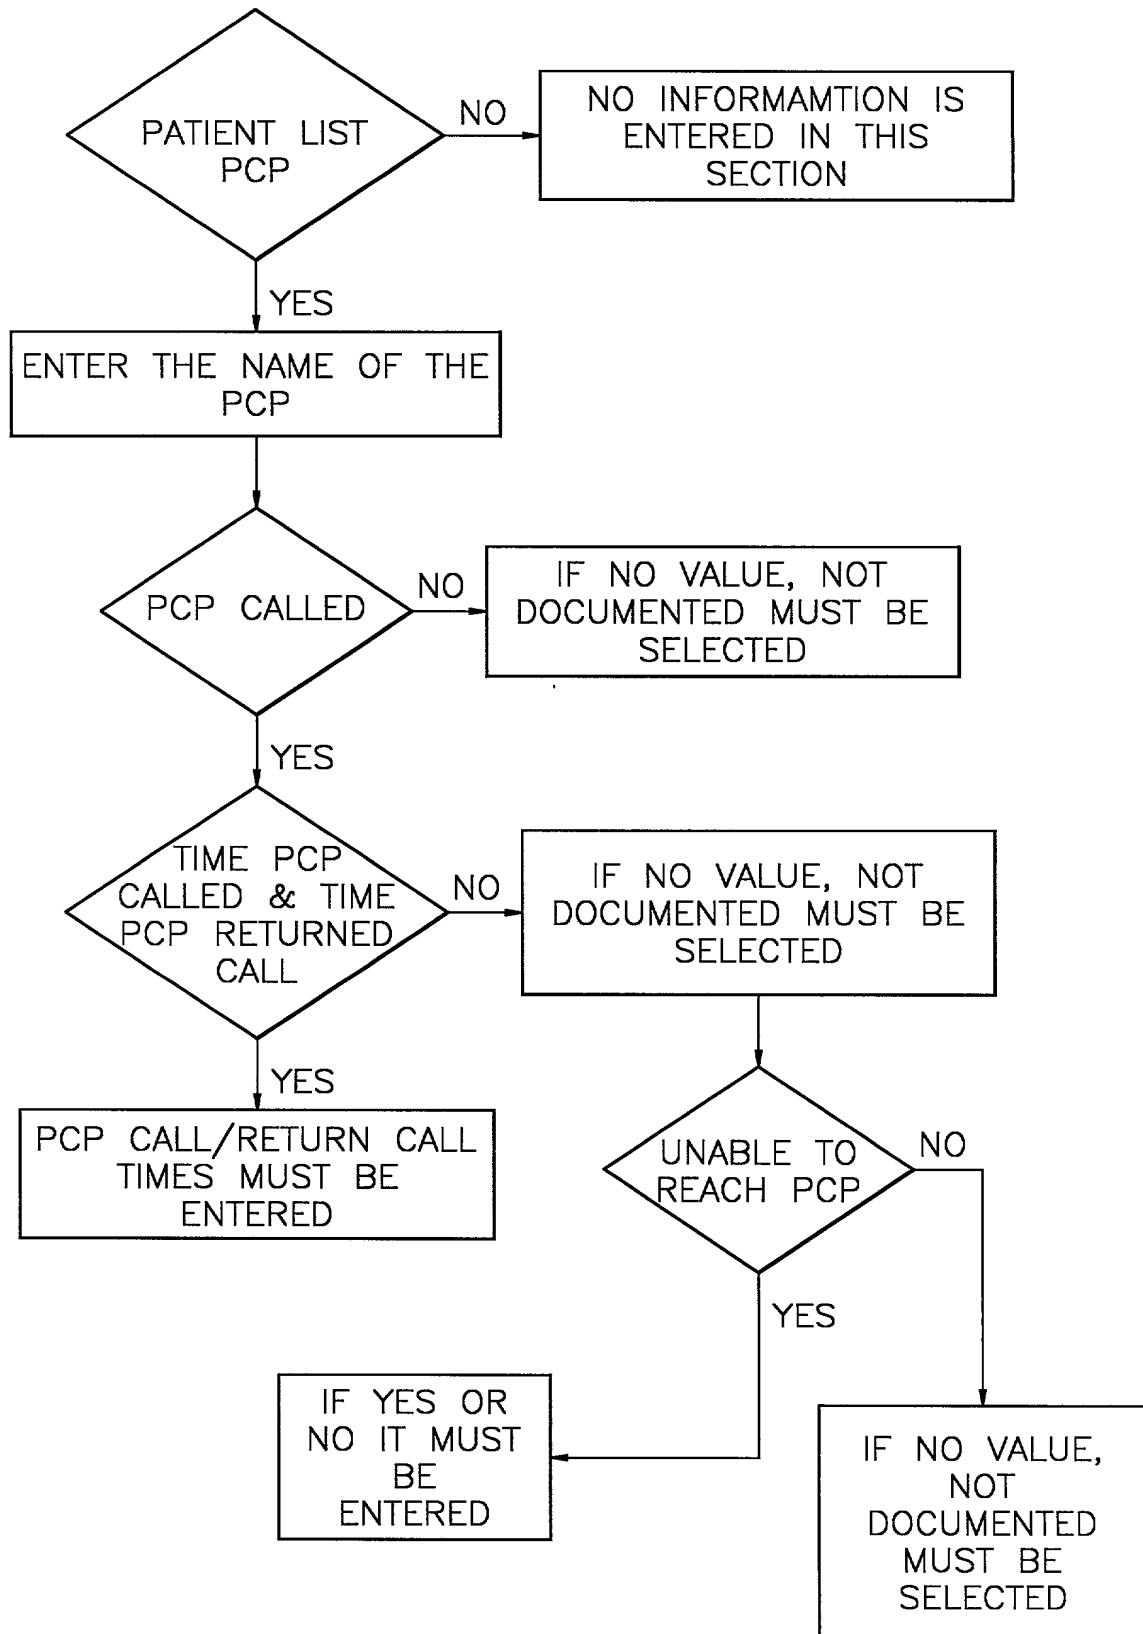 PATIENT LIST
PCP
NO
NO INFORMAMTION IS
ENTERED IN THIS
SECTION
YES
ENTER THE NAME OF THE
PCP
PCP CALLED
NO
IF NO VALUE, NOT
DOCUMENTED MUST BE
SELECTED
YES
TIME PCP
CALLED & TIME
PCP RETURNED
CALL
NO
IF NO VALUE, NOT
DOCUMENTED MUST BE
SELECTED
YES
PCP CALL/RETURN CALL
TIMES MUST BE
ENTERED
UNABLE TO
REACH PCP
NO
YES
IF YES OR
NO IT MUST
BE
ENTERED
IF NO VALUE,
NOT
DOCUMENTED
MUST BE
SELECTED